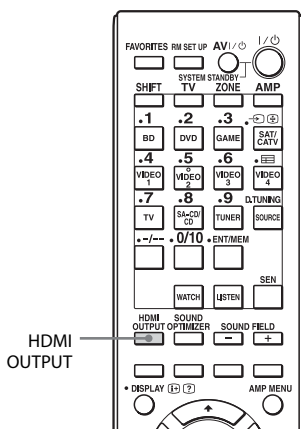 FAVORITES RM SET UP AV I/⏻ I/⏻
SYSTEM STANDBY
SHIFT TV ZONE AMP
.1 .2 .3 .
BD DVD GAME SAT/CATV
.4 .5 .6 .
VIDEO 1 VIDEO 2 VIDEO 3 VIDEO 4
.7 .8 .9 D.TUNING
TV SA-CD/CD TUNER SOURCE
.-/-- .0/10 .ENT/MEM
SEN
WATCH LISTEN
HDMI OUTPUT SOUND OPTIMIZER SOUND FIELD
− +
HDMI OUTPUT
• DISPLAY i+ ? AMP MENU